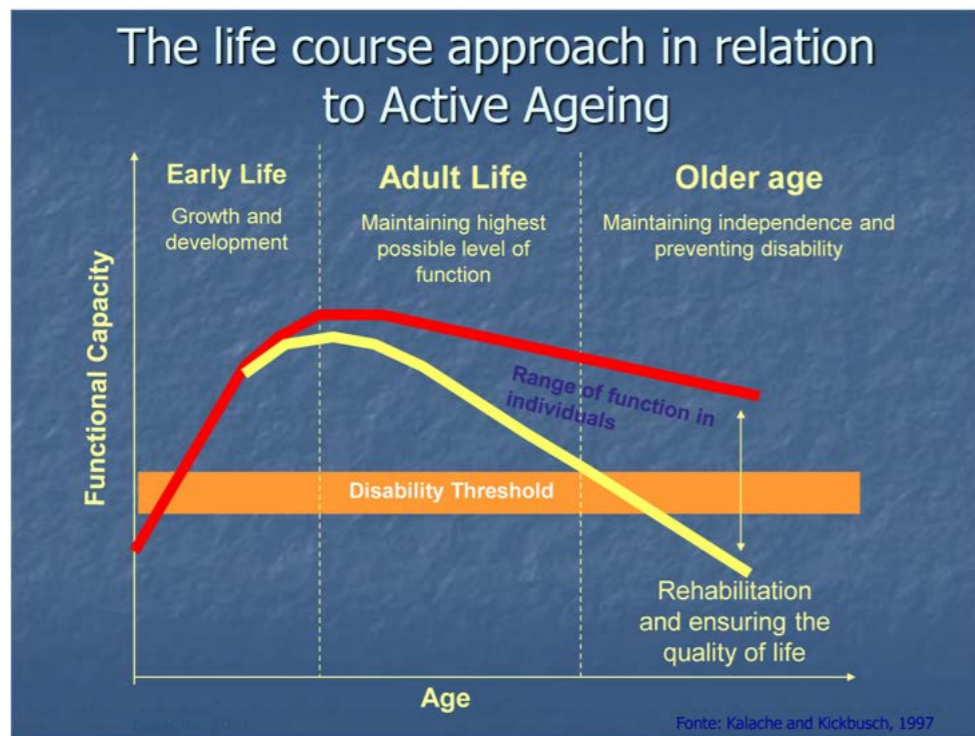 The life course approach in relation
to Active Ageing
Early Life
Growth and
development
Adult Life
Maintaining highest
possible level of
function
Older age
Maintaining independence and
preventing disability
Functional Capacity
Range of function in
individuals
Disability Threshold
Rehabilitation
and ensuring the
quality of life
Age
Fonte: Kalache and Kickbusch, 1997